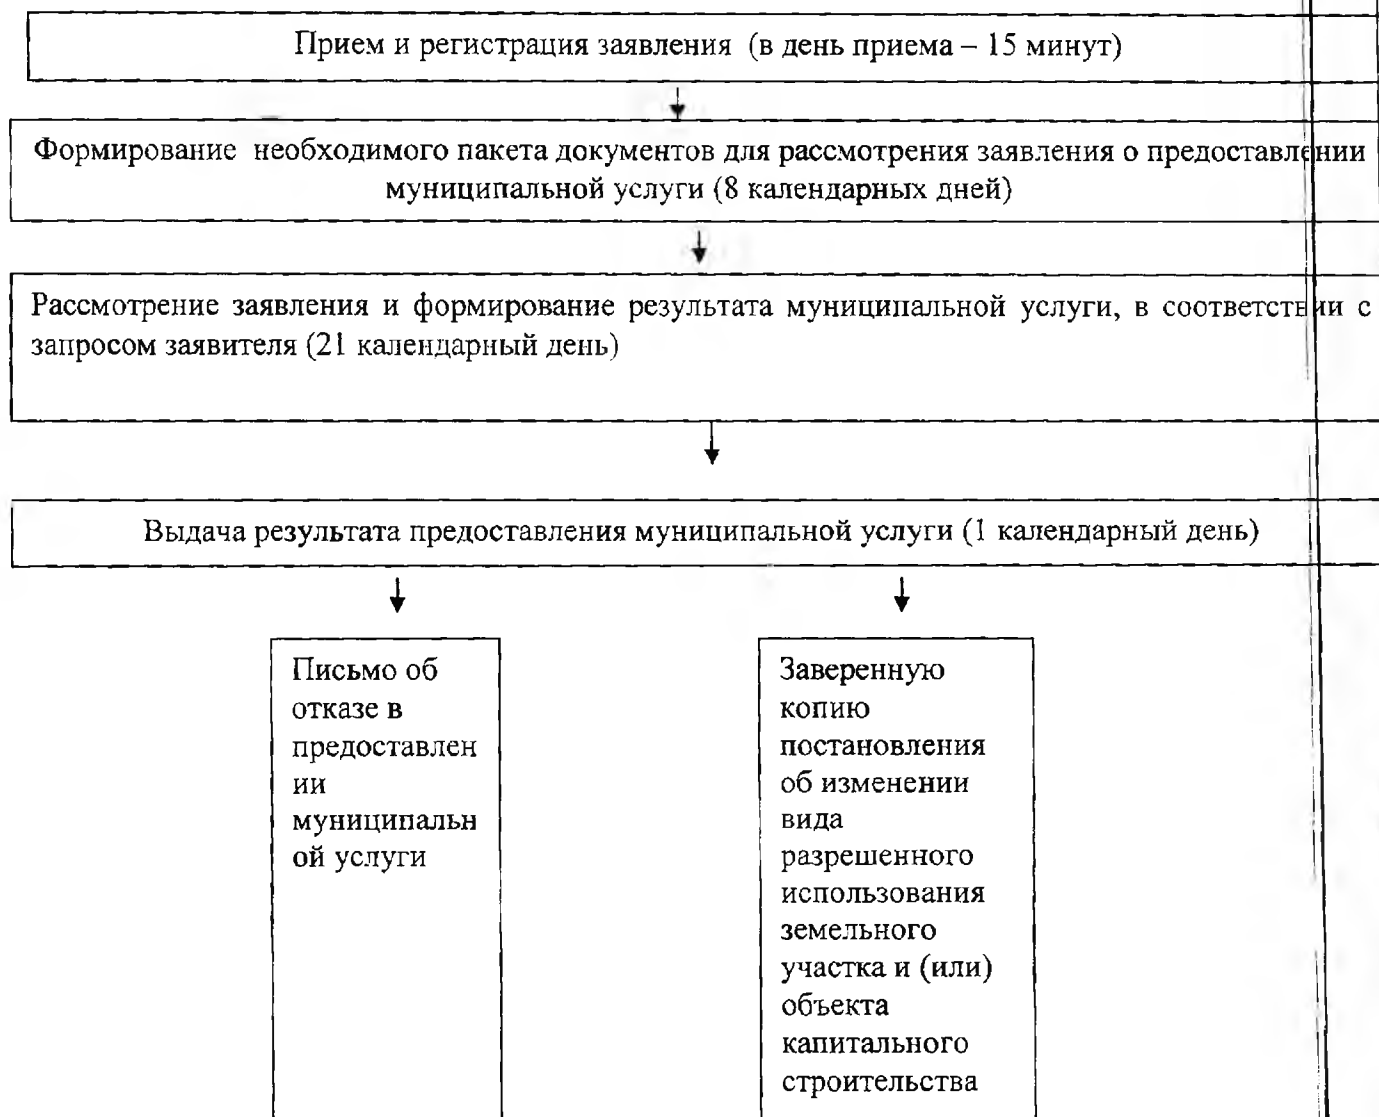 Прием и регистрация заявления (в день приема – 15 минут)
Формирование необходимого пакета документов для рассмотрения заявления о предоставлении
муниципальной услуги (8 календарных дней)
Рассмотрение заявления и формирование результата муниципальной услуги, в соответствии с
запросом заявителя (21 календарный день)
Выдача результата предоставления муниципальной услуги (1 календарный день)
Письмо об
отказе в
предоставлен
ии
муниципальн
ой услуги
Заверенную
копию
постановления
об изменении
вида
разрешенного
использования
земельного
участка и (или)
объекта
капитального
строительства